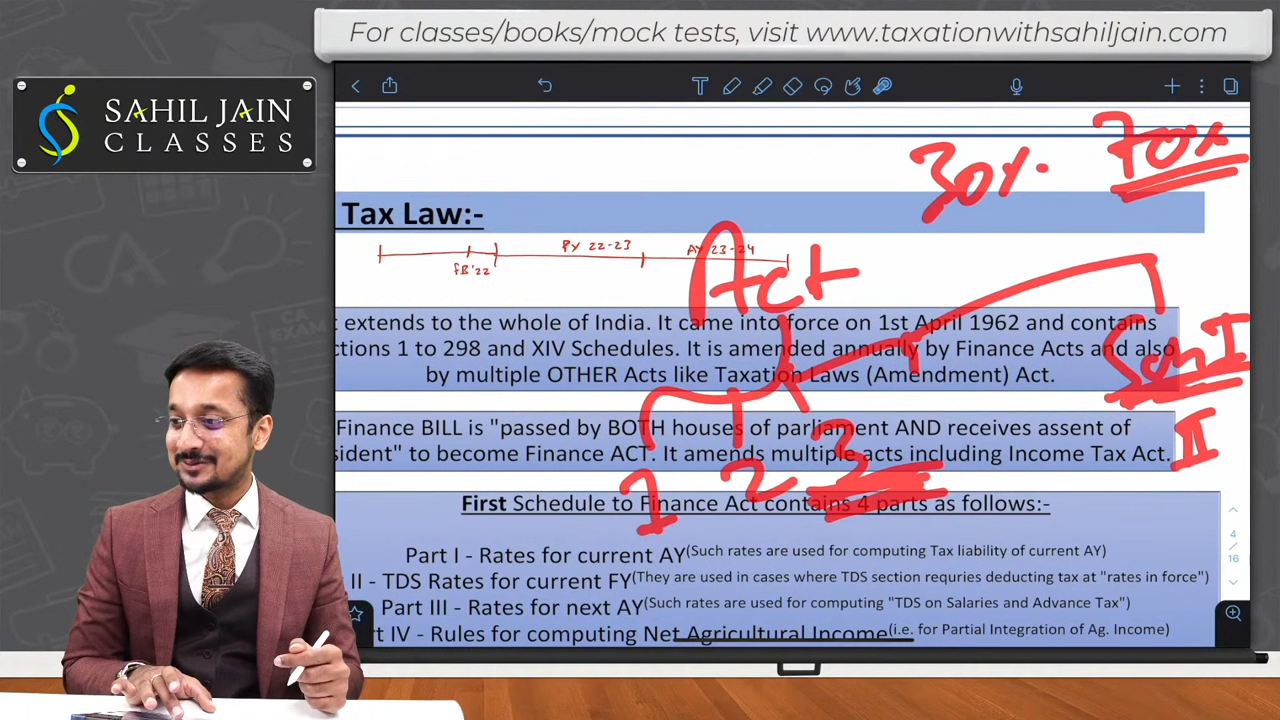 For classes/books/mock tests, visit www.taxationwithsahiljain.com
SAHIL JAIN
CLASSES
30%. 70%
Tax Law:-
PY 22-23 AY 23-24
FB'22
Act
extends to the whole of India. It came into force on 1st April 1962 and contains
ctions 1 to 298 and XIV Schedules. It is amended annually by Finance Acts and also
by multiple OTHER Acts like Taxation Laws (Amendment) Act.
Sch I
II
Finance BILL is "passed by BOTH houses of parliament AND receives assent of
sident" to become Finance ACT. It amends multiple acts including Income Tax Act.
1 2 3
First Schedule to Finance Act contains 4 parts as follows:-
Part I - Rates for current AY(Such rates are used for computing Tax liability of current AY)
II - TDS Rates for current FY(They are used in cases where TDS section requries deducting tax at "rates in force")
Part III - Rates for next AY(Such rates are used for computing "TDS on Salaries and Advance Tax")
rt IV - Rules for computing Net Agricultural Income(i.e. for Partial Integration of Ag. Income)
4
/
16